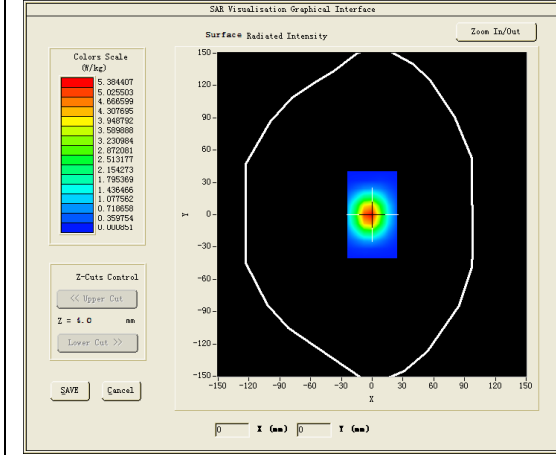 SAR Visualisation Graphical Interface
Surface Radiated Intensity
Zoom In/Out
Colors Scale
(W/kg)
5.384407
5.025503
4.666599
4.307695
3.948792
3.589888
3.230984
2.872081
2.513177
2.154273
1.795369
1.436466
1.077562
0.718658
0.359754
0.000851
Z-Cuts Control
<< Upper Cut
Z = 4.0 mm
Lower Cut >>
SAVE
Cancel
150
120
90
60
30
0
-30
-60
-90
-120
-150
Y
-150 -120 -90 -60 -30 0 30 60 90 120 150
X
0 X (mm) 0 Y (mm)